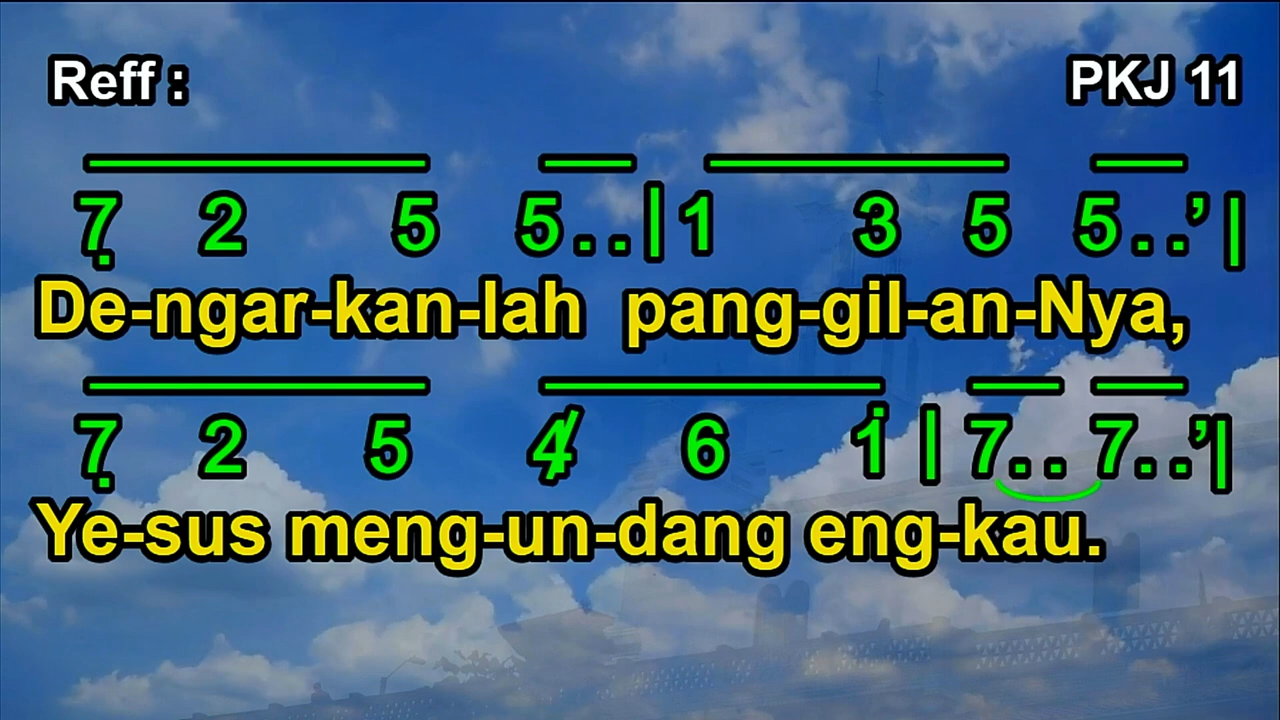 Reff : PKJ 11
7̣ 2 5 5 . . | 1 3 5 5 . . ’ |
De-ngar-kan-lah pang-gil-an-Nya,
7̣ 2 5 4̸ 6 1̇ | 7 . . 7 . . ’ |
Ye-sus meng-un-dang eng-kau.